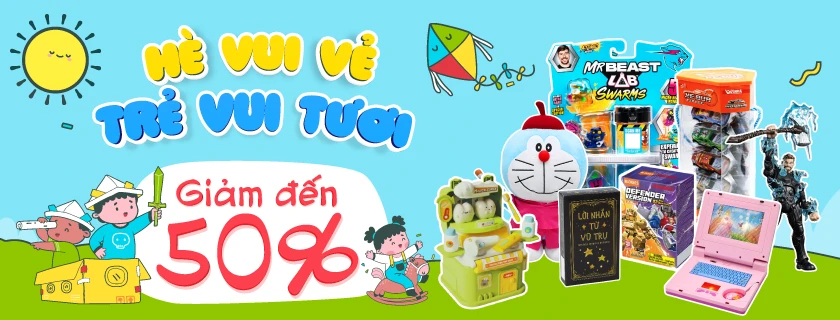 HÈ VUI VẺ
TRẺ VUI TƯƠI
Giảm đến
50%
MRBEAST
LAB
SWARMS
LỜI NHẮN
TỪ
VŨ TRỤ
DEFENDER
VERSION